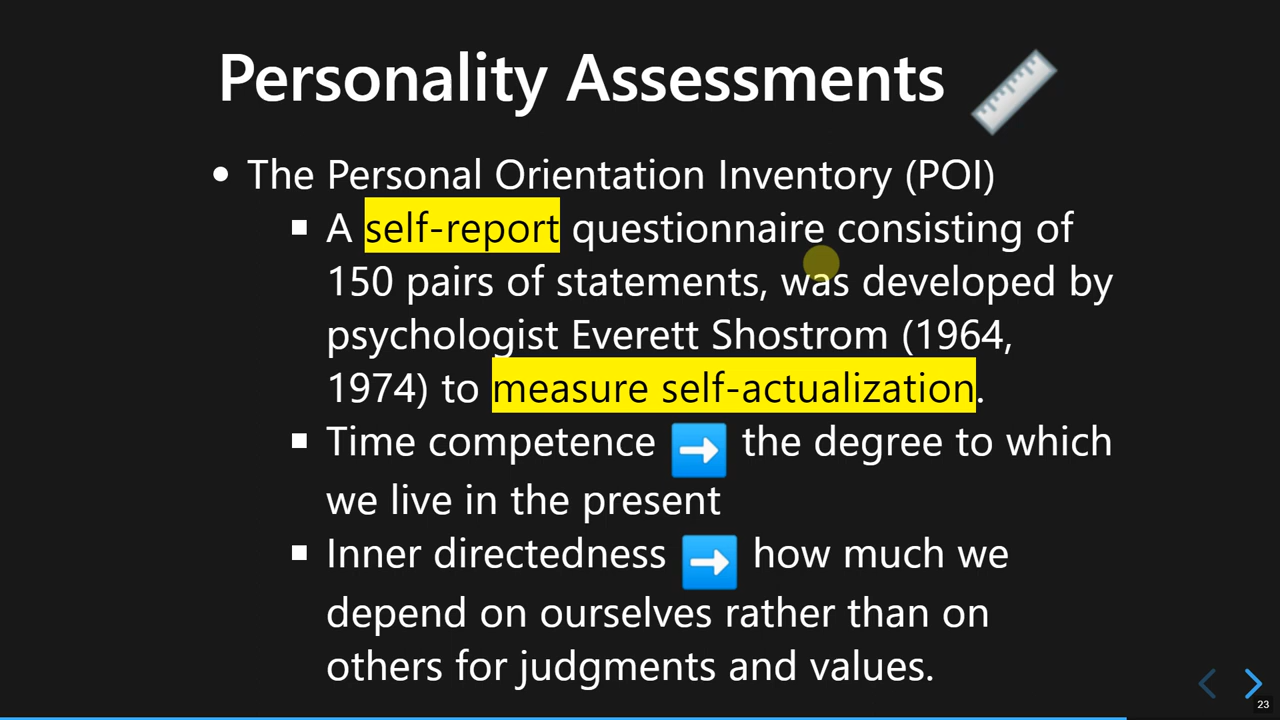 Personality Assessments
• The Personal Orientation Inventory (POI)
▪ A self-report questionnaire consisting of
150 pairs of statements, was developed by
psychologist Everett Shostrom (1964,
1974) to measure self-actualization.
▪ Time competence ➡ the degree to which
we live in the present
▪ Inner directedness ➡ how much we
depend on ourselves rather than on
others for judgments and values.
23